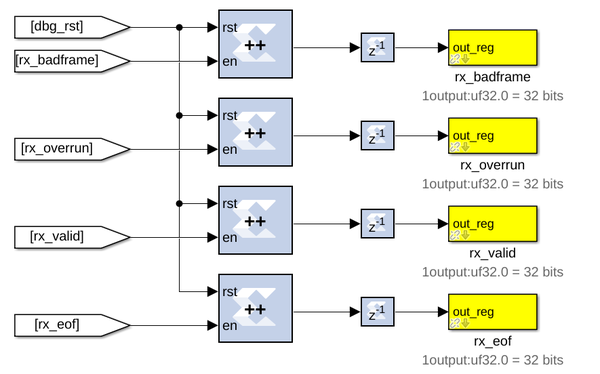 [dbg_rst]
rst
++
z-1
out_reg
[rx_badframe]
en
rx_badframe
1output:uf32.0 = 32 bits
rst
++
z-1
out_reg
[rx_overrun]
en
rx_overrun
1output:uf32.0 = 32 bits
rst
++
z-1
out_reg
[rx_valid]
en
rx_valid
1output:uf32.0 = 32 bits
rst
++
z-1
out_reg
[rx_eof]
en
rx_eof
1output:uf32.0 = 32 bits